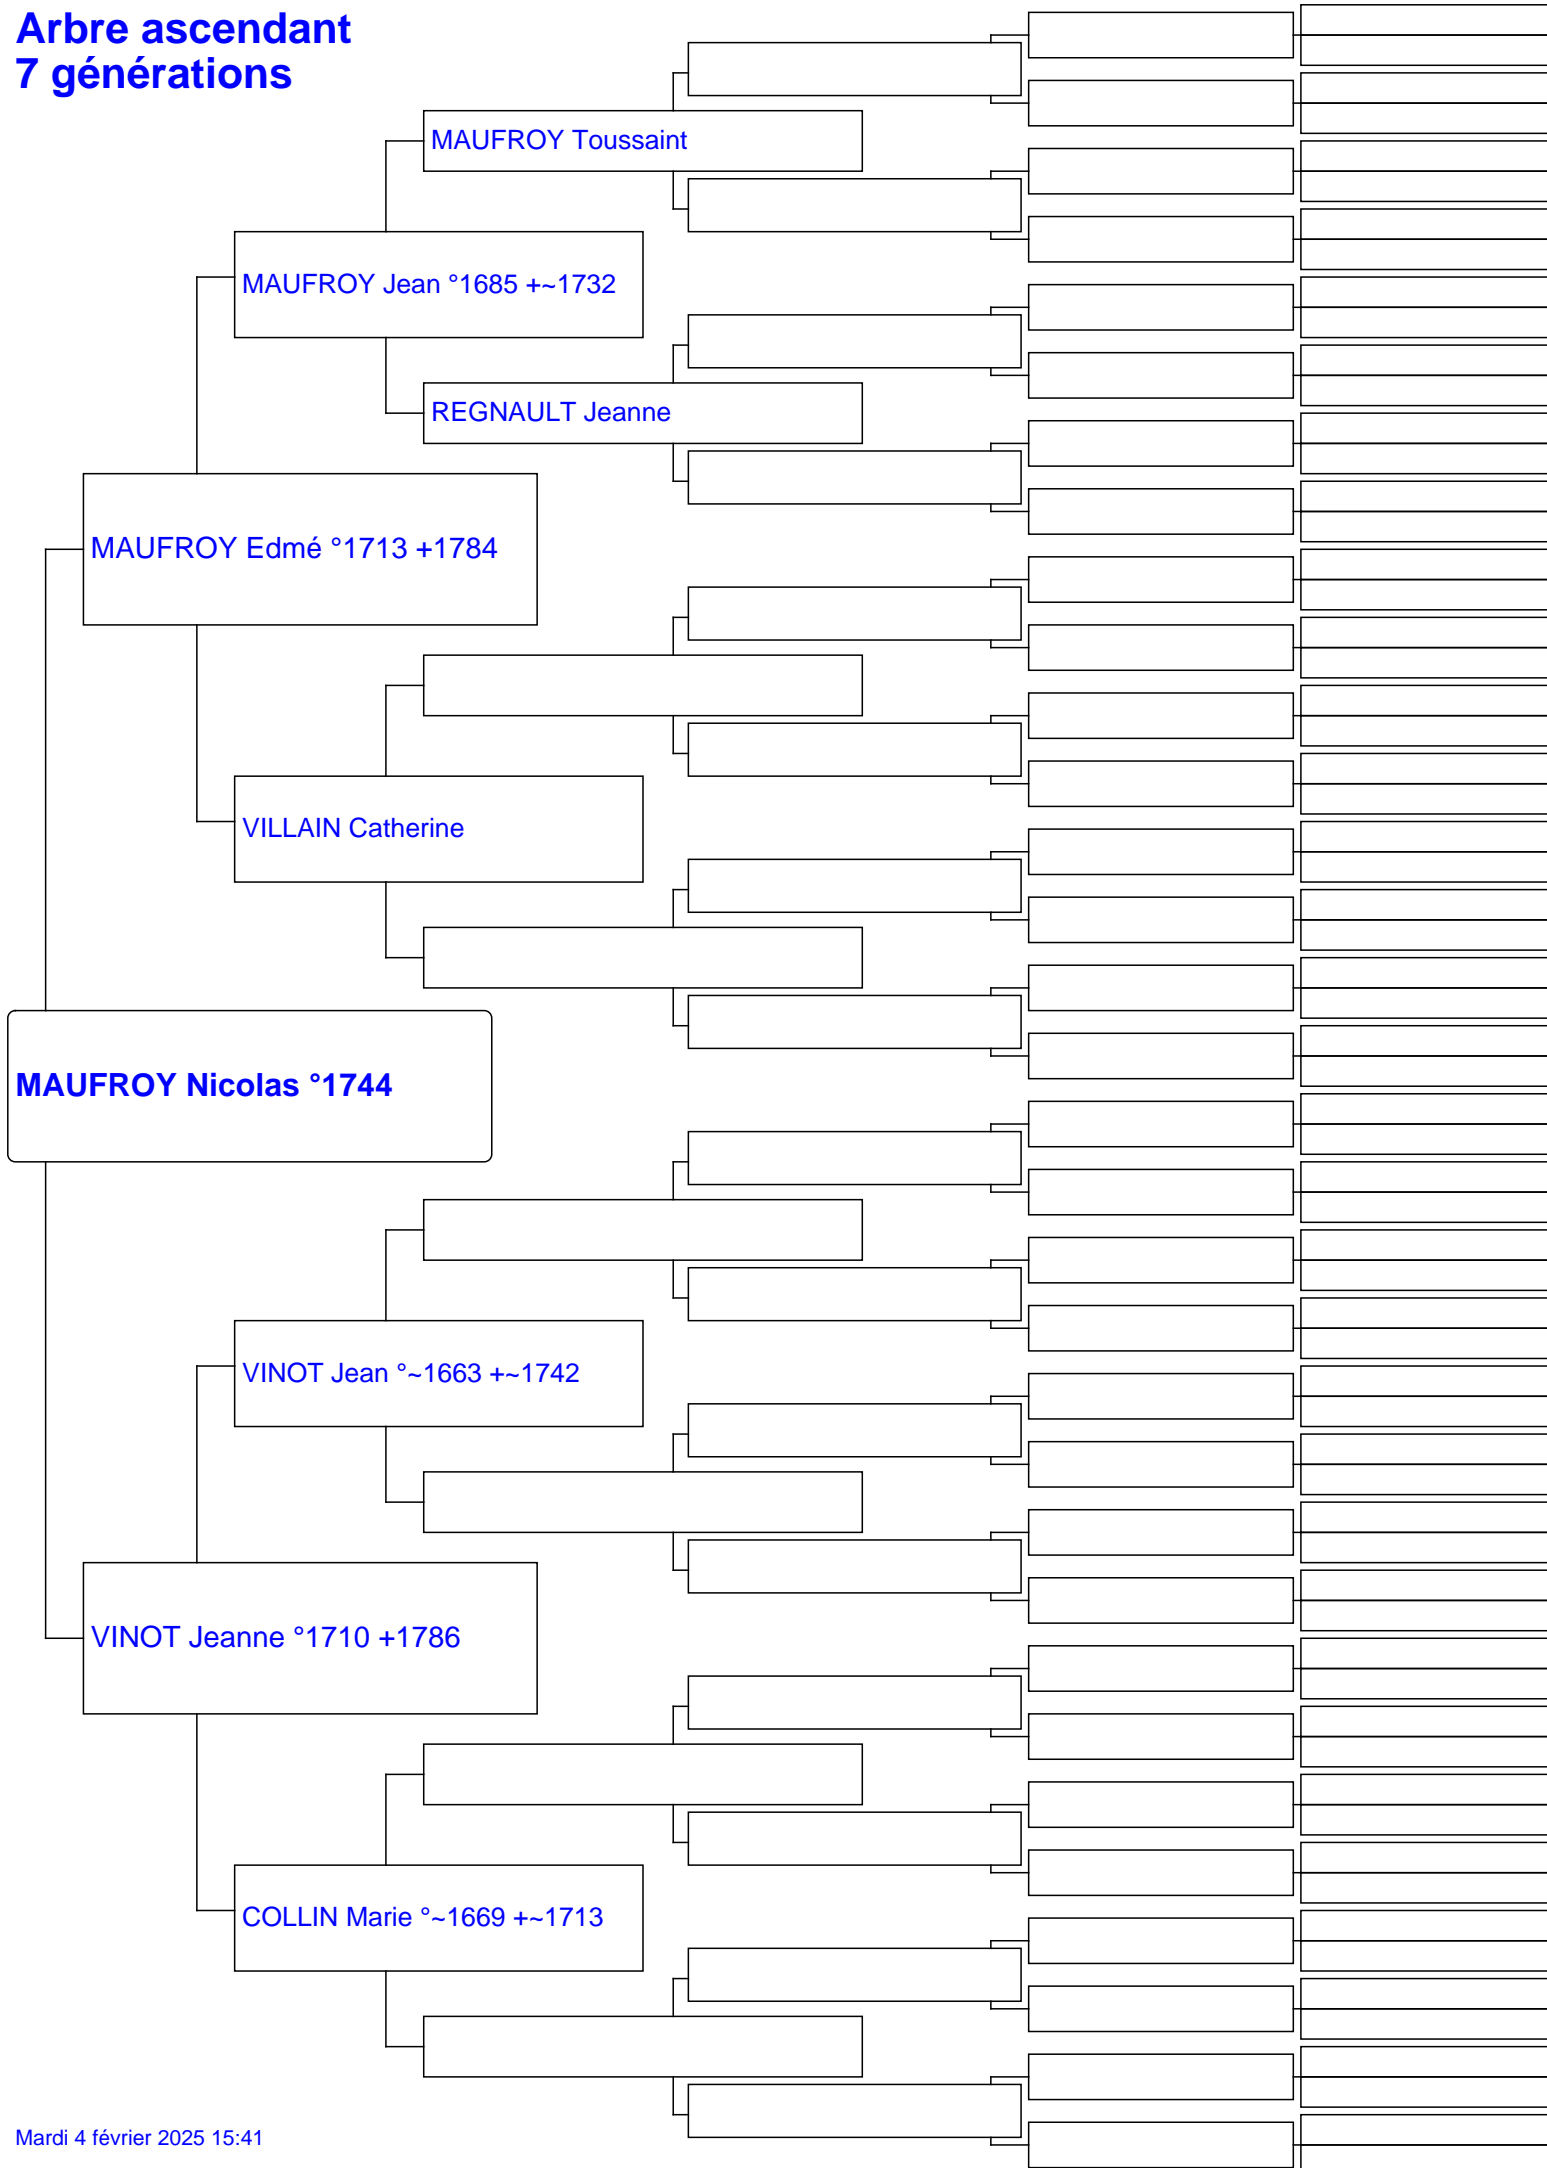 Arbre ascendant
7 générations
MAUFROY Toussaint
MAUFROY Jean °1685 +~1732
REGNAULT Jeanne
MAUFROY Edmé °1713 +1784
VILLAIN Catherine
MAUFROY Nicolas °1744
VINOT Jean °~1663 +~1742
VINOT Jeanne °1710 +1786
COLLIN Marie °~1669 +~1713
Mardi 4 février 2025 15:41